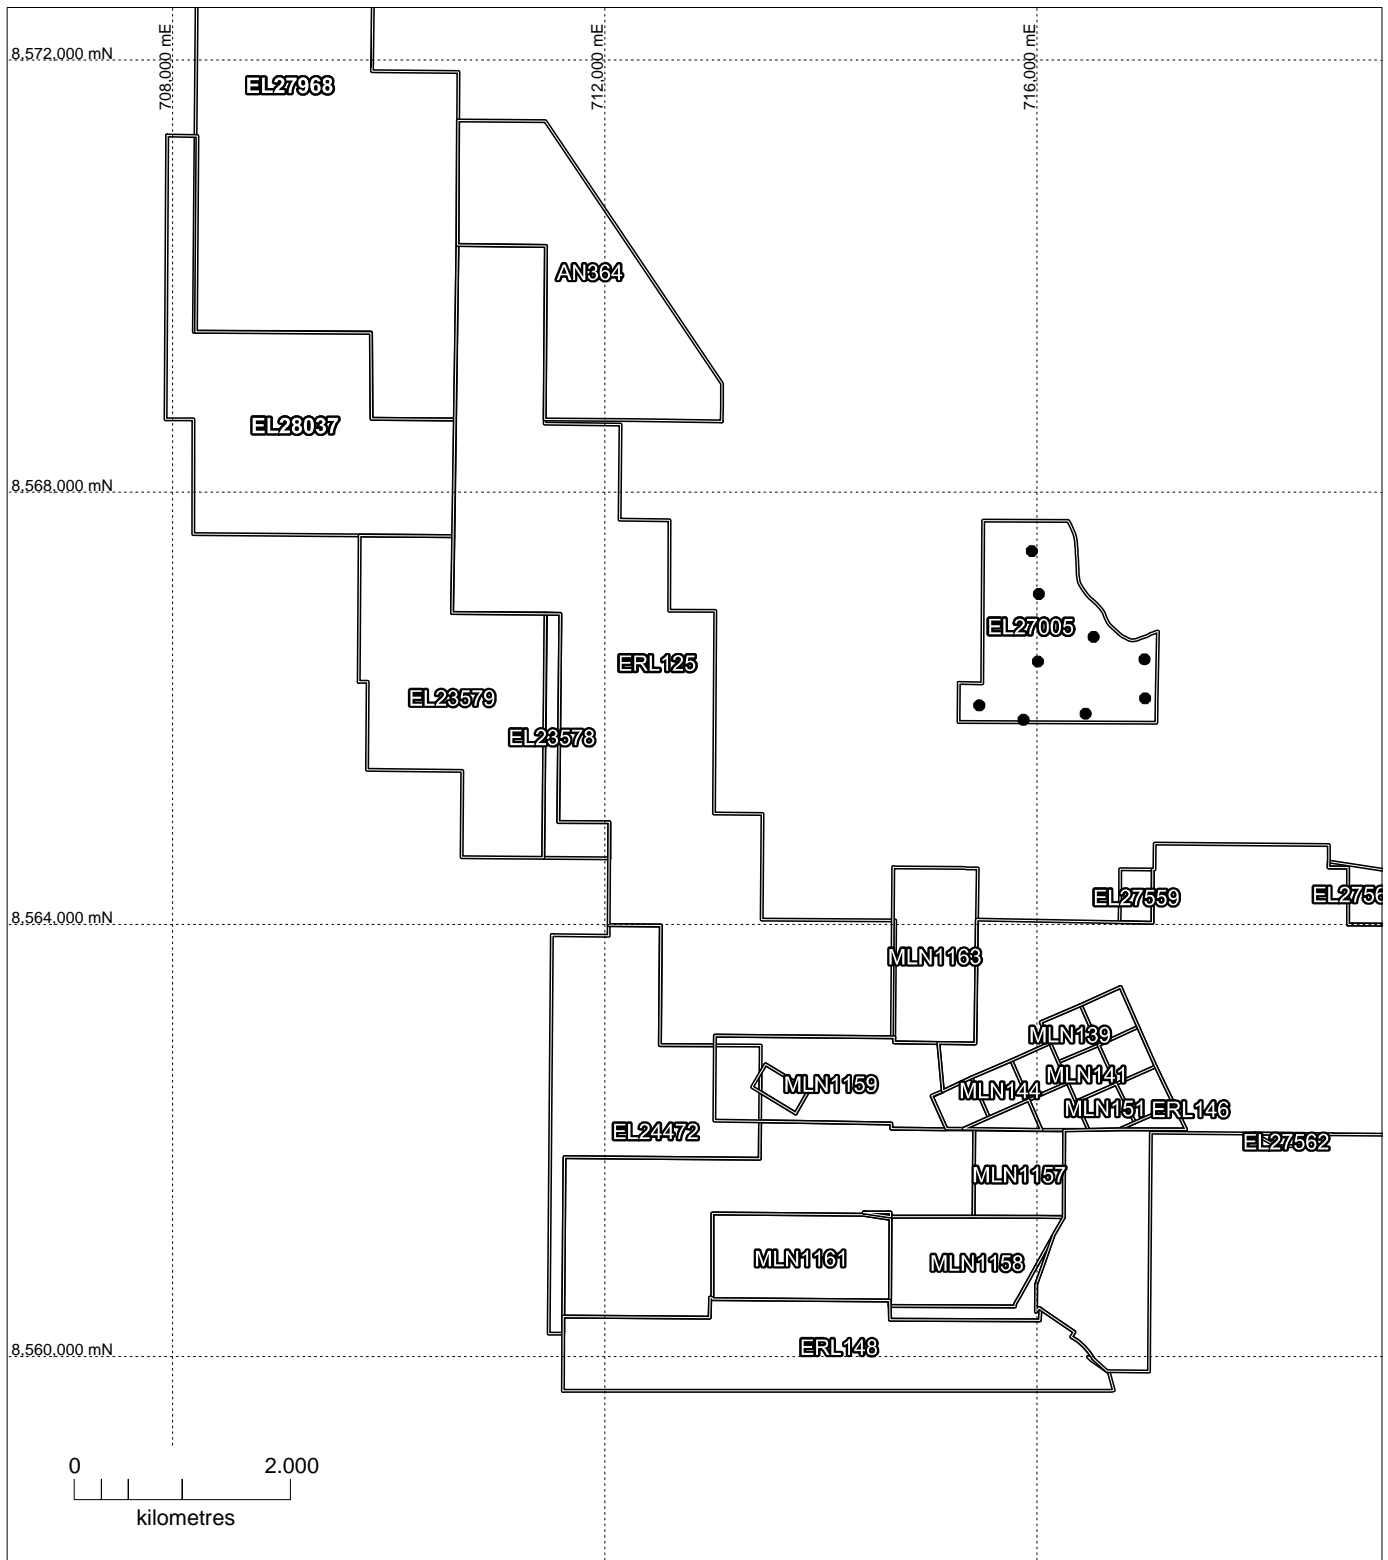 708,000 mE
712,000 mE
716,000 mE
8,572,000 mN
EL27968
AN364
EL28037
8,568,000 mN
EL27005
ERL125
EL23579
EL23578
EL27559
EL2756
8,564,000 mN
MLN1163
MLN139
MLN141
MLN1159
MLN144
MLN151
ERL146
EL24472
EL27562
MLN1157
MLN1161
MLN1158
ERL148
8,560,000 mN
0 2.000
kilometres